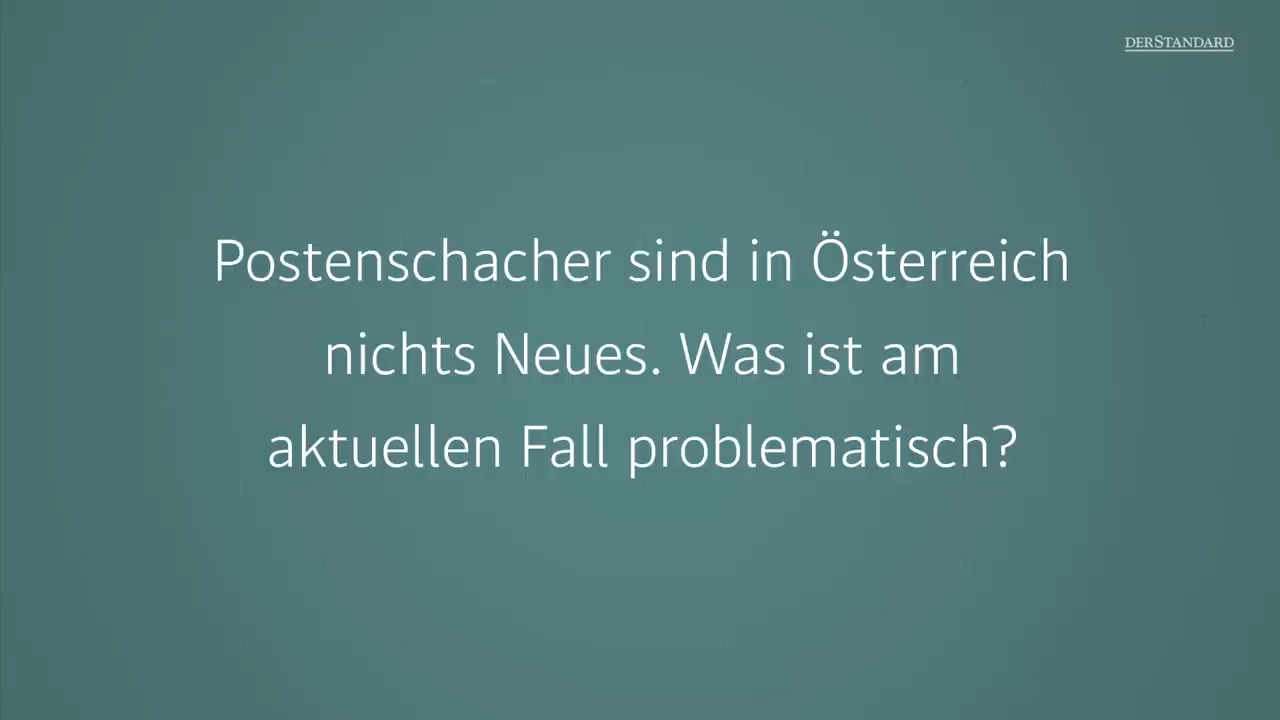 DERSTANDARD
Postenschacher sind in Österreich
nichts Neues. Was ist am
aktuellen Fall problematisch?